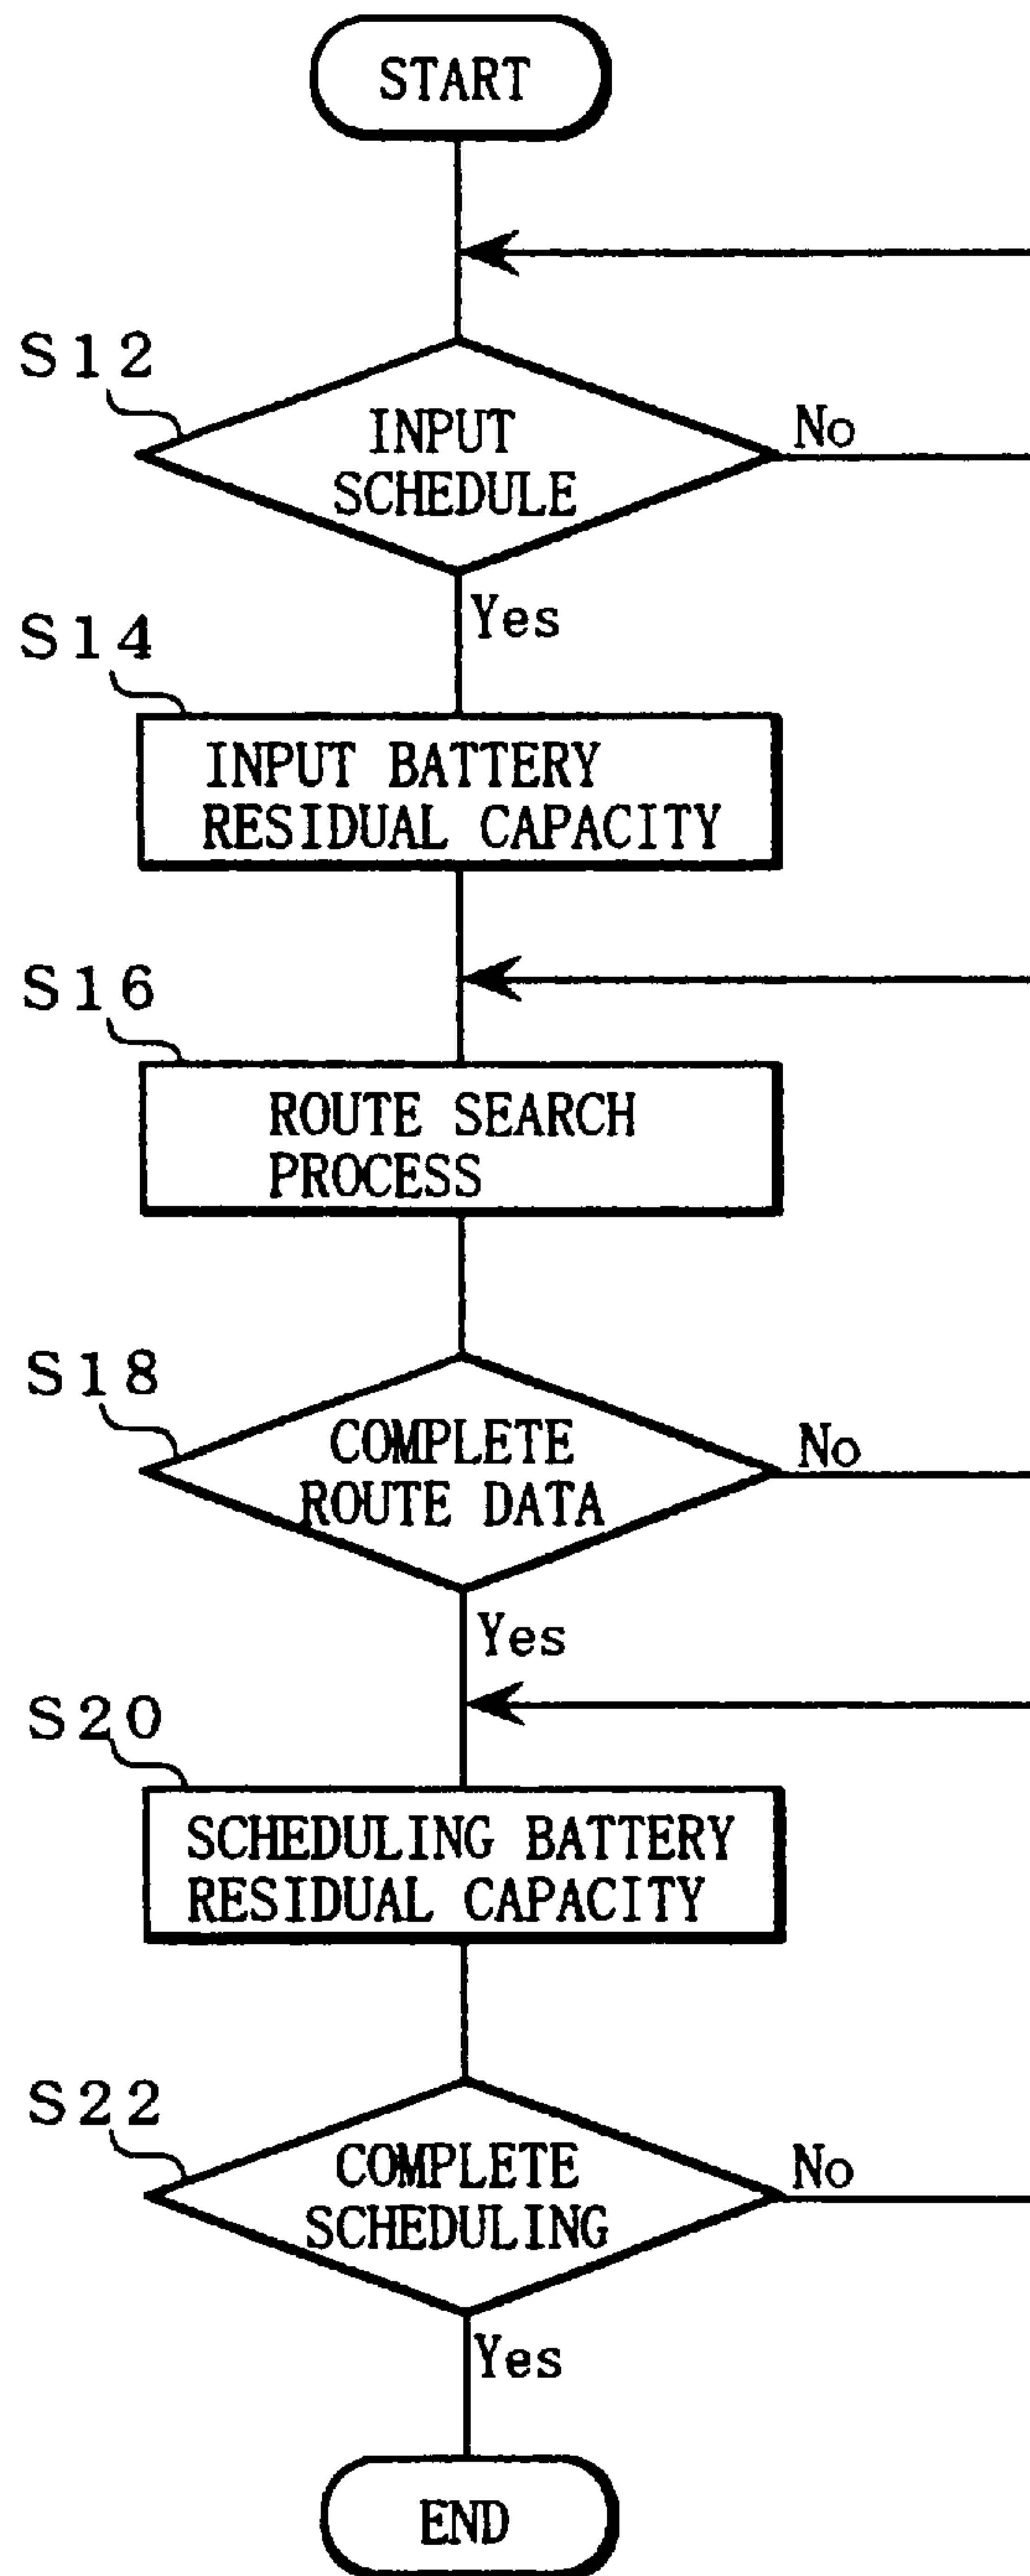 START
S12
INPUT
SCHEDULE
No
Yes
S14
INPUT BATTERY
RESIDUAL CAPACITY
S16
ROUTE SEARCH
PROCESS
S18
COMPLETE
ROUTE DATA
No
Yes
S20
SCHEDULING BATTERY
RESIDUAL CAPACITY
S22
COMPLETE
SCHEDULING
No
Yes
END